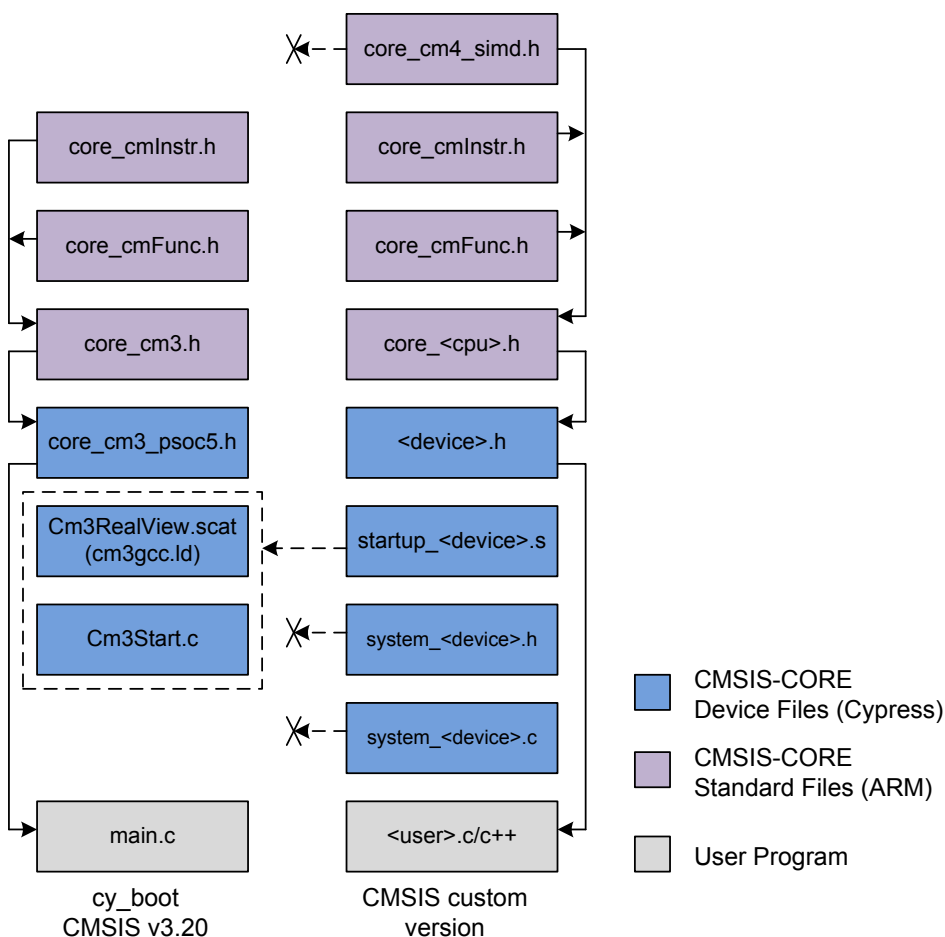 core_cm4_simd.h
core_cmInstr.h
core_cmInstr.h
core_cmFunc.h
core_cmFunc.h
core_cm3.h
core_<cpu>.h
core_cm3_psoc5.h
<device>.h
Cm3RealView.scat
(cm3gcc.ld)
startup_<device>.s
Cm3Start.c
system_<device>.h
system_<device>.c
main.c
<user>.c/c++
cy_boot
CMSIS v3.20
CMSIS custom
version
CMSIS-CORE
Device Files (Cypress)
CMSIS-CORE
Standard Files (ARM)
User Program